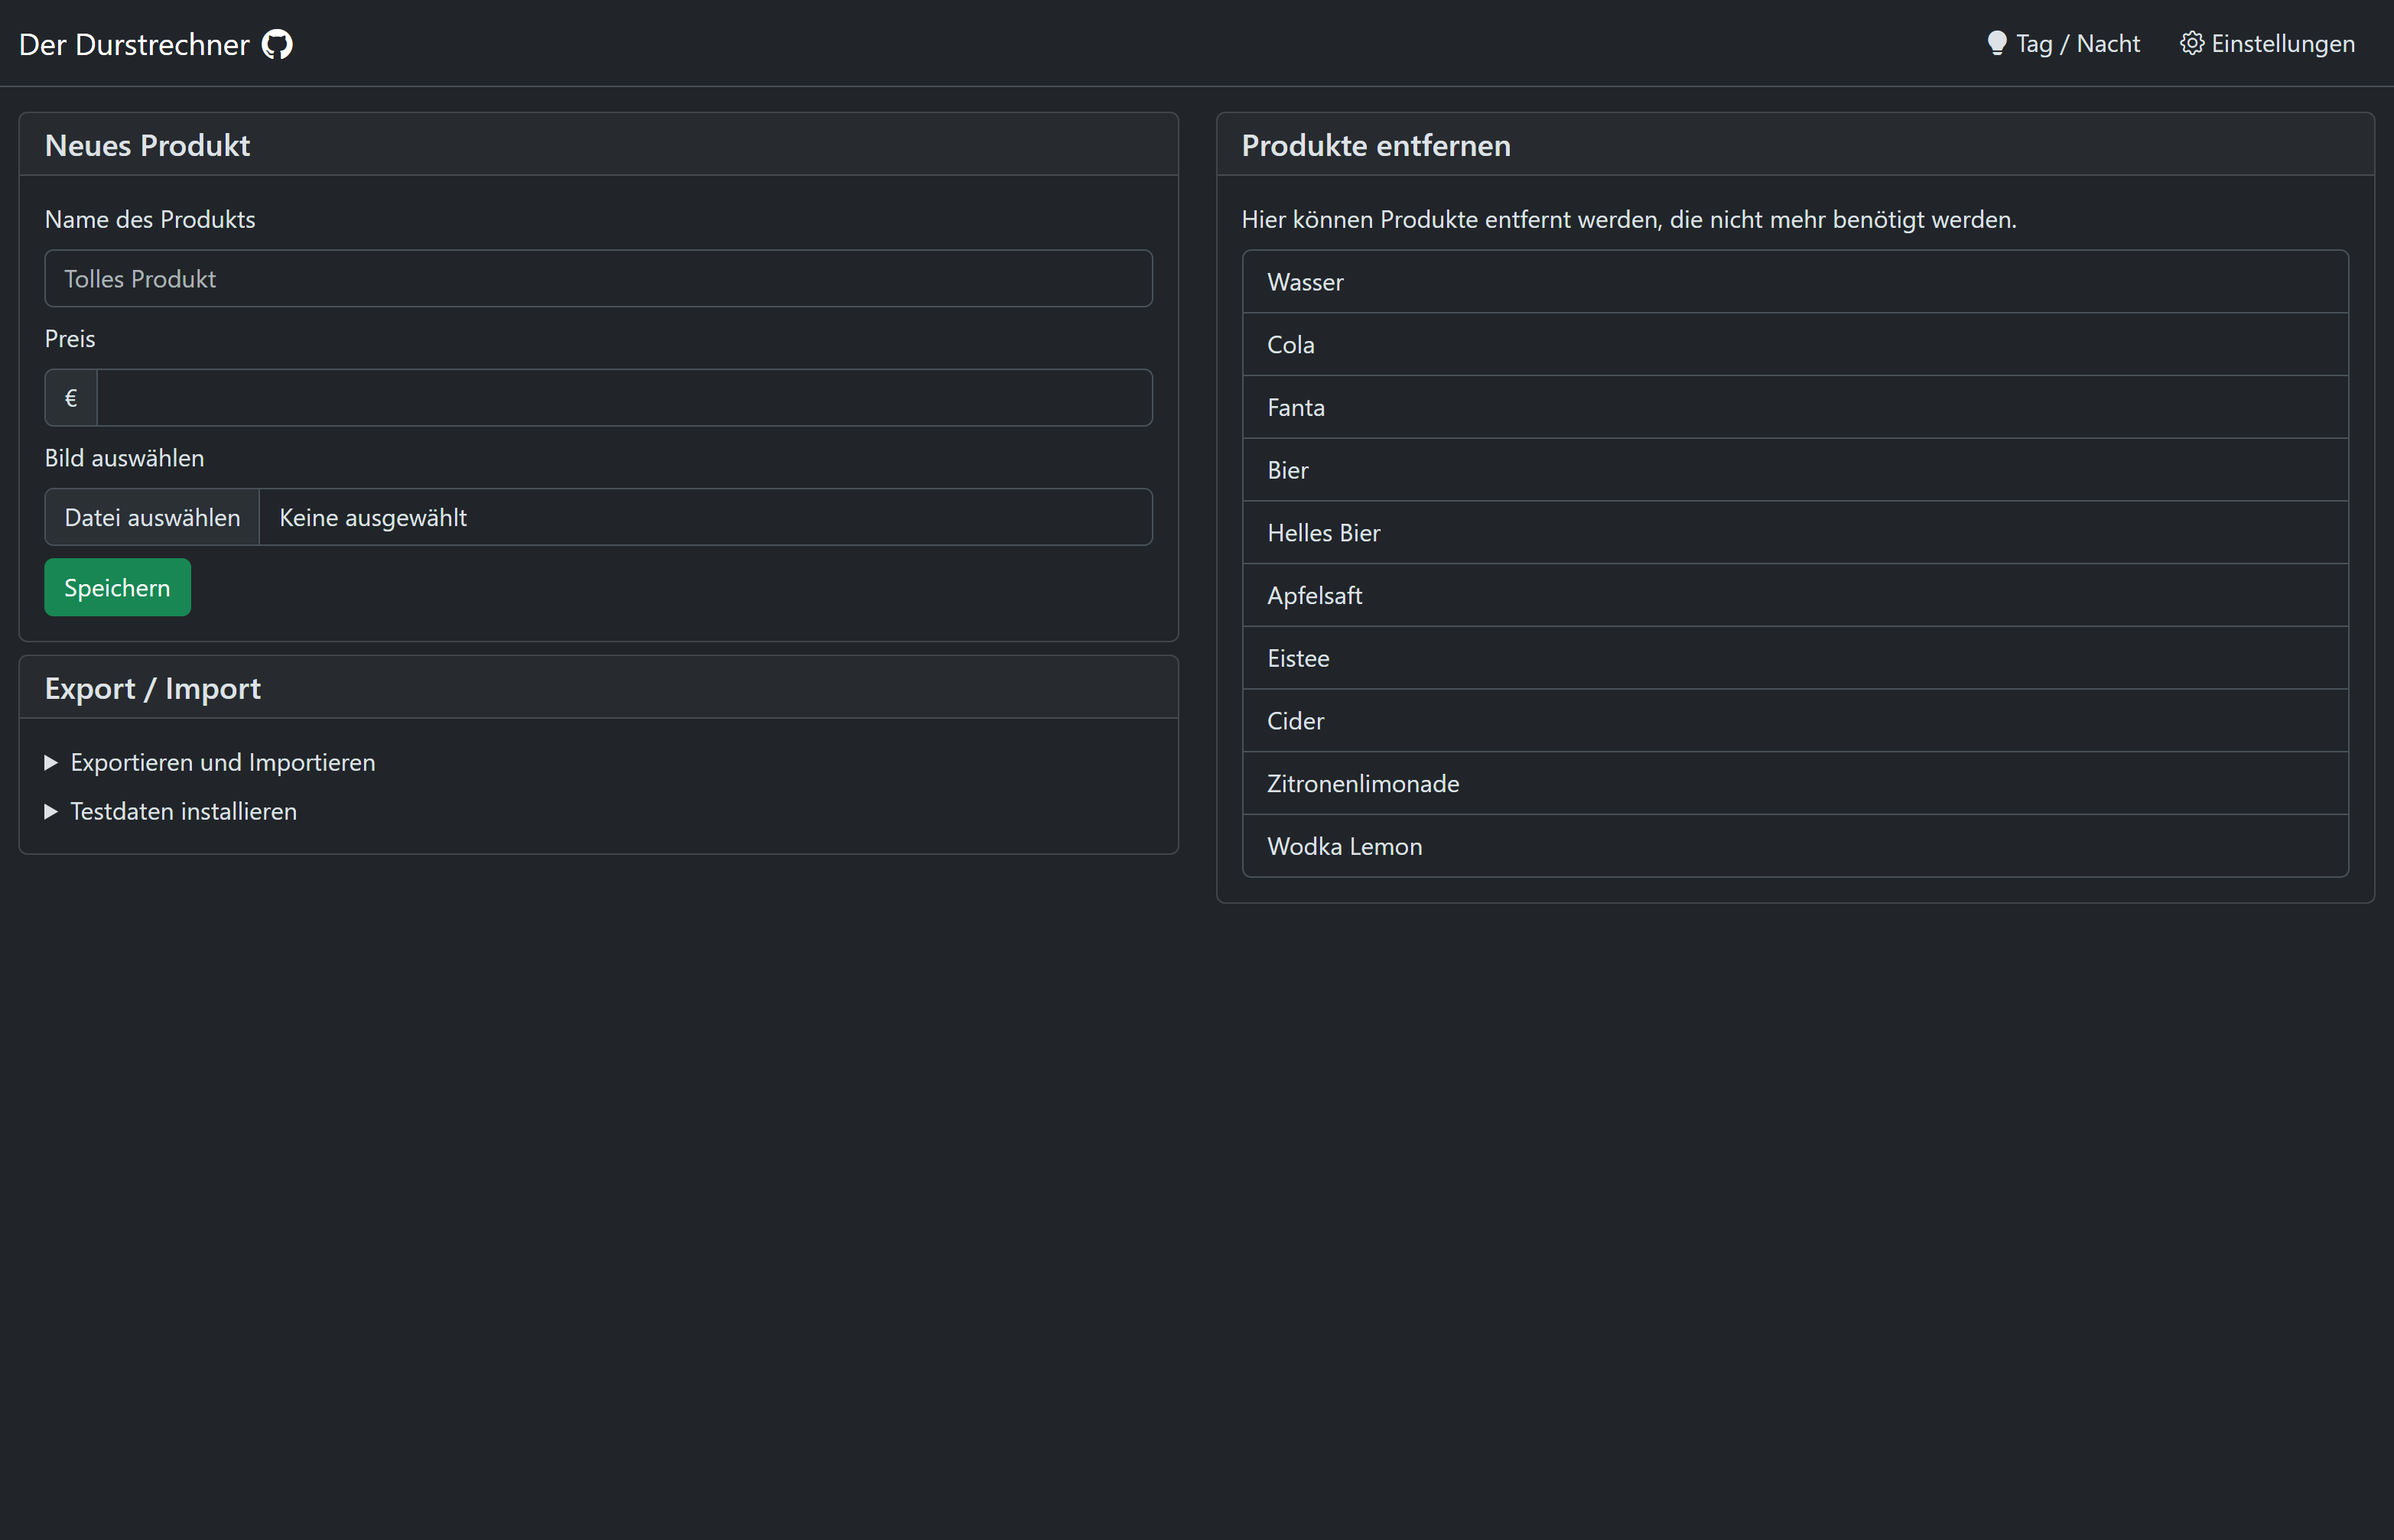 Der Durstrechner
Tag / Nacht
Einstellungen
Neues Produkt
Name des Produkts
Tolles Produkt
Preis
€
Bild auswählen
Datei auswählen Keine ausgewählt
Speichern
Export / Import
Exportieren und Importieren
Testdaten installieren
Produkte entfernen
Hier können Produkte entfernt werden, die nicht mehr benötigt werden.
Wasser
Cola
Fanta
Bier
Helles Bier
Apfelsaft
Eistee
Cider
Zitronenlimonade
Wodka Lemon